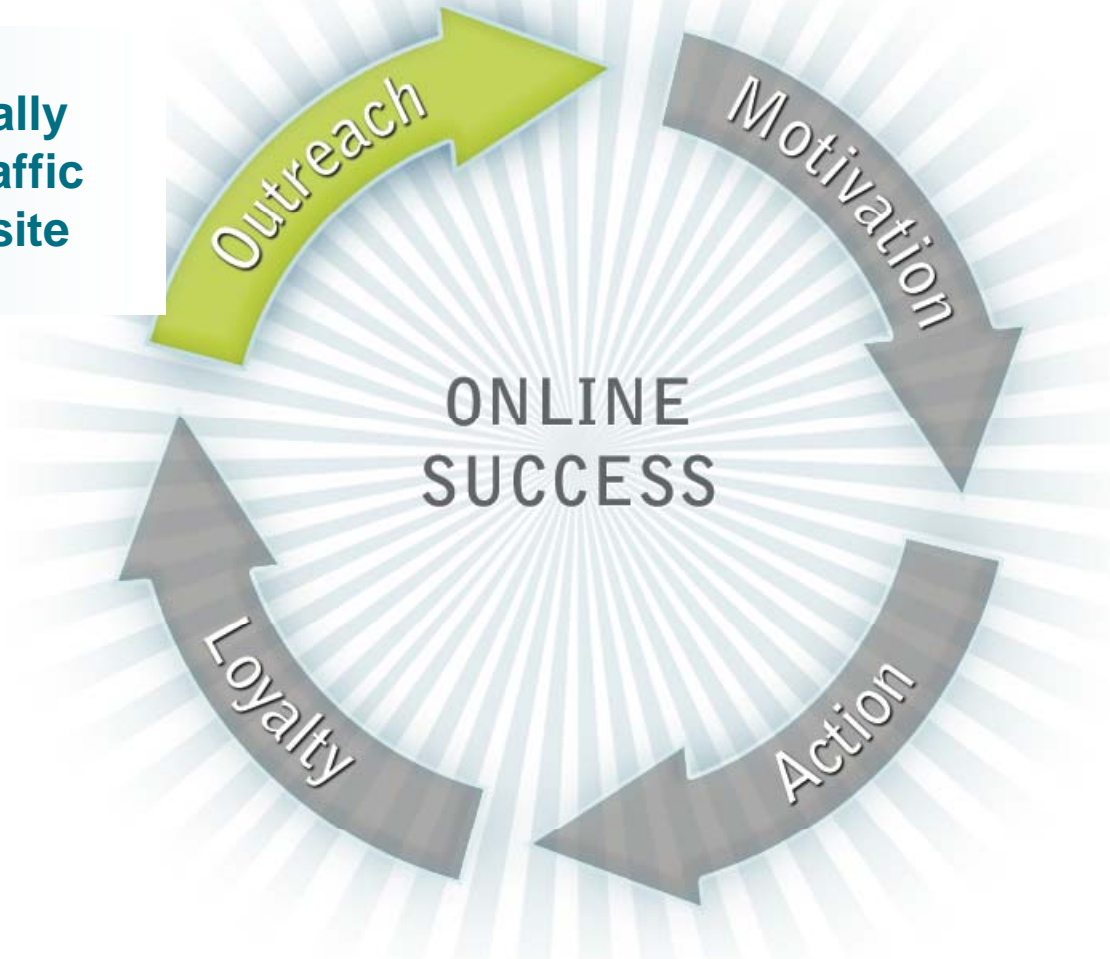 ally
affic
site
Outreach
Motivation
ONLINE
SUCCESS
Loyalty
Action